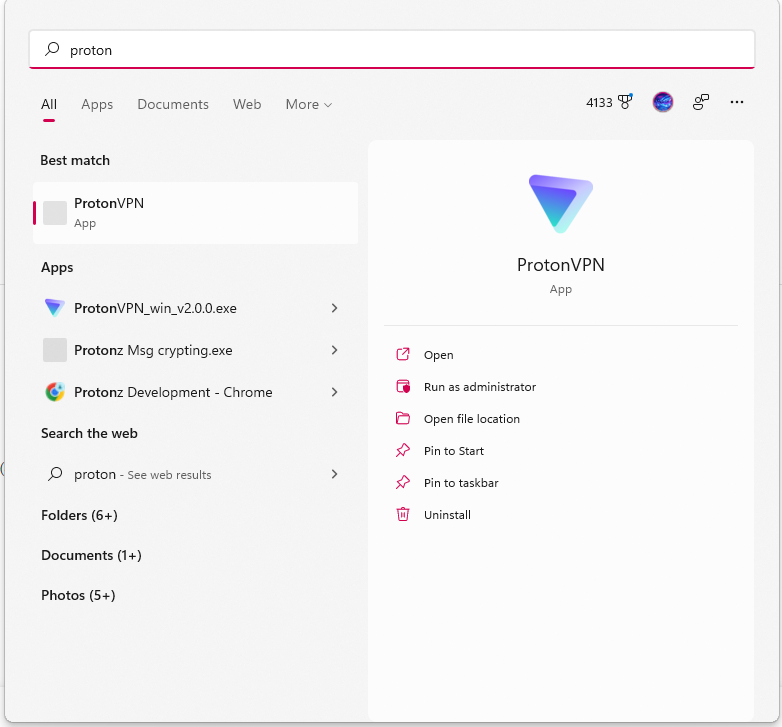 proton
All
Apps
Documents
Web
More
4133
Best match
ProtonVPN
App
Apps
ProtonVPN_win_v2.0.0.exe
Protonz Msg crypting.exe
Protonz Development - Chrome
Search the web
proton - See web results
Folders (6+)
Documents (1+)
Photos (5+)
ProtonVPN
App
Open
Run as administrator
Open file location
Pin to Start
Pin to taskbar
Uninstall